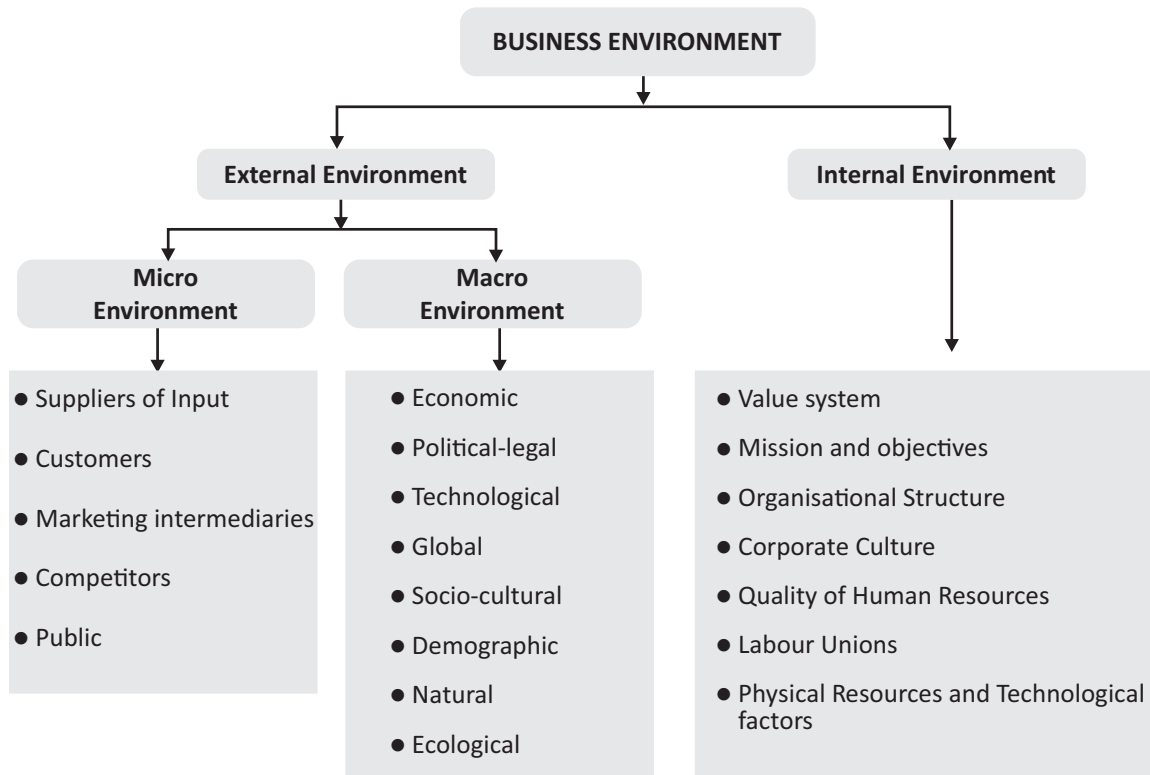 BUSINESS ENVIRONMENT
External Environment
Internal Environment
Micro
Environment
Macro
Environment
● Suppliers of Input
● Customers
● Marketing intermediaries
● Competitors
● Public
● Economic
● Political-legal
● Technological
● Global
● Socio-cultural
● Demographic
● Natural
● Ecological
● Value system
● Mission and objectives
● Organisational Structure
● Corporate Culture
● Quality of Human Resources
● Labour Unions
● Physical Resources and Technological
factors